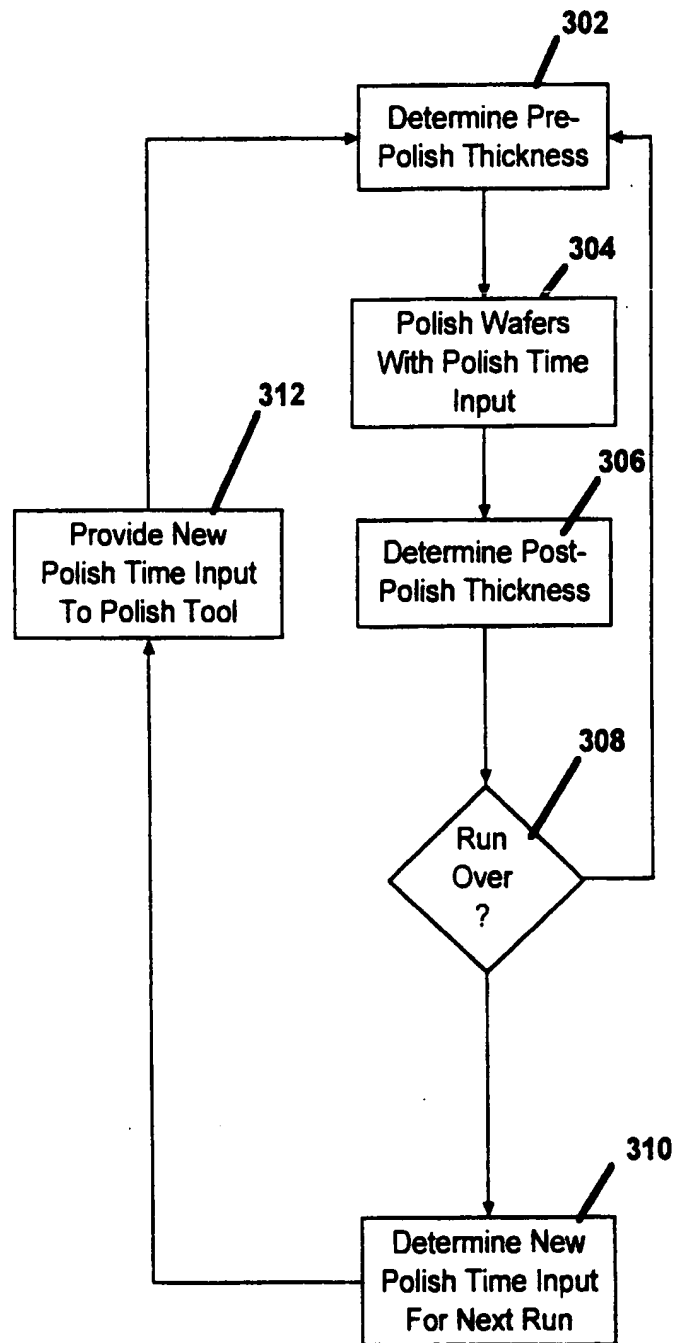 302
Determine Pre-
Polish Thickness
304
Polish Wafers
With Polish Time
Input
312
306
Provide New
Polish Time Input
To Polish Tool
Determine Post-
Polish Thickness
308
Run
Over
?
310
Determine New
Polish Time Input
For Next Run